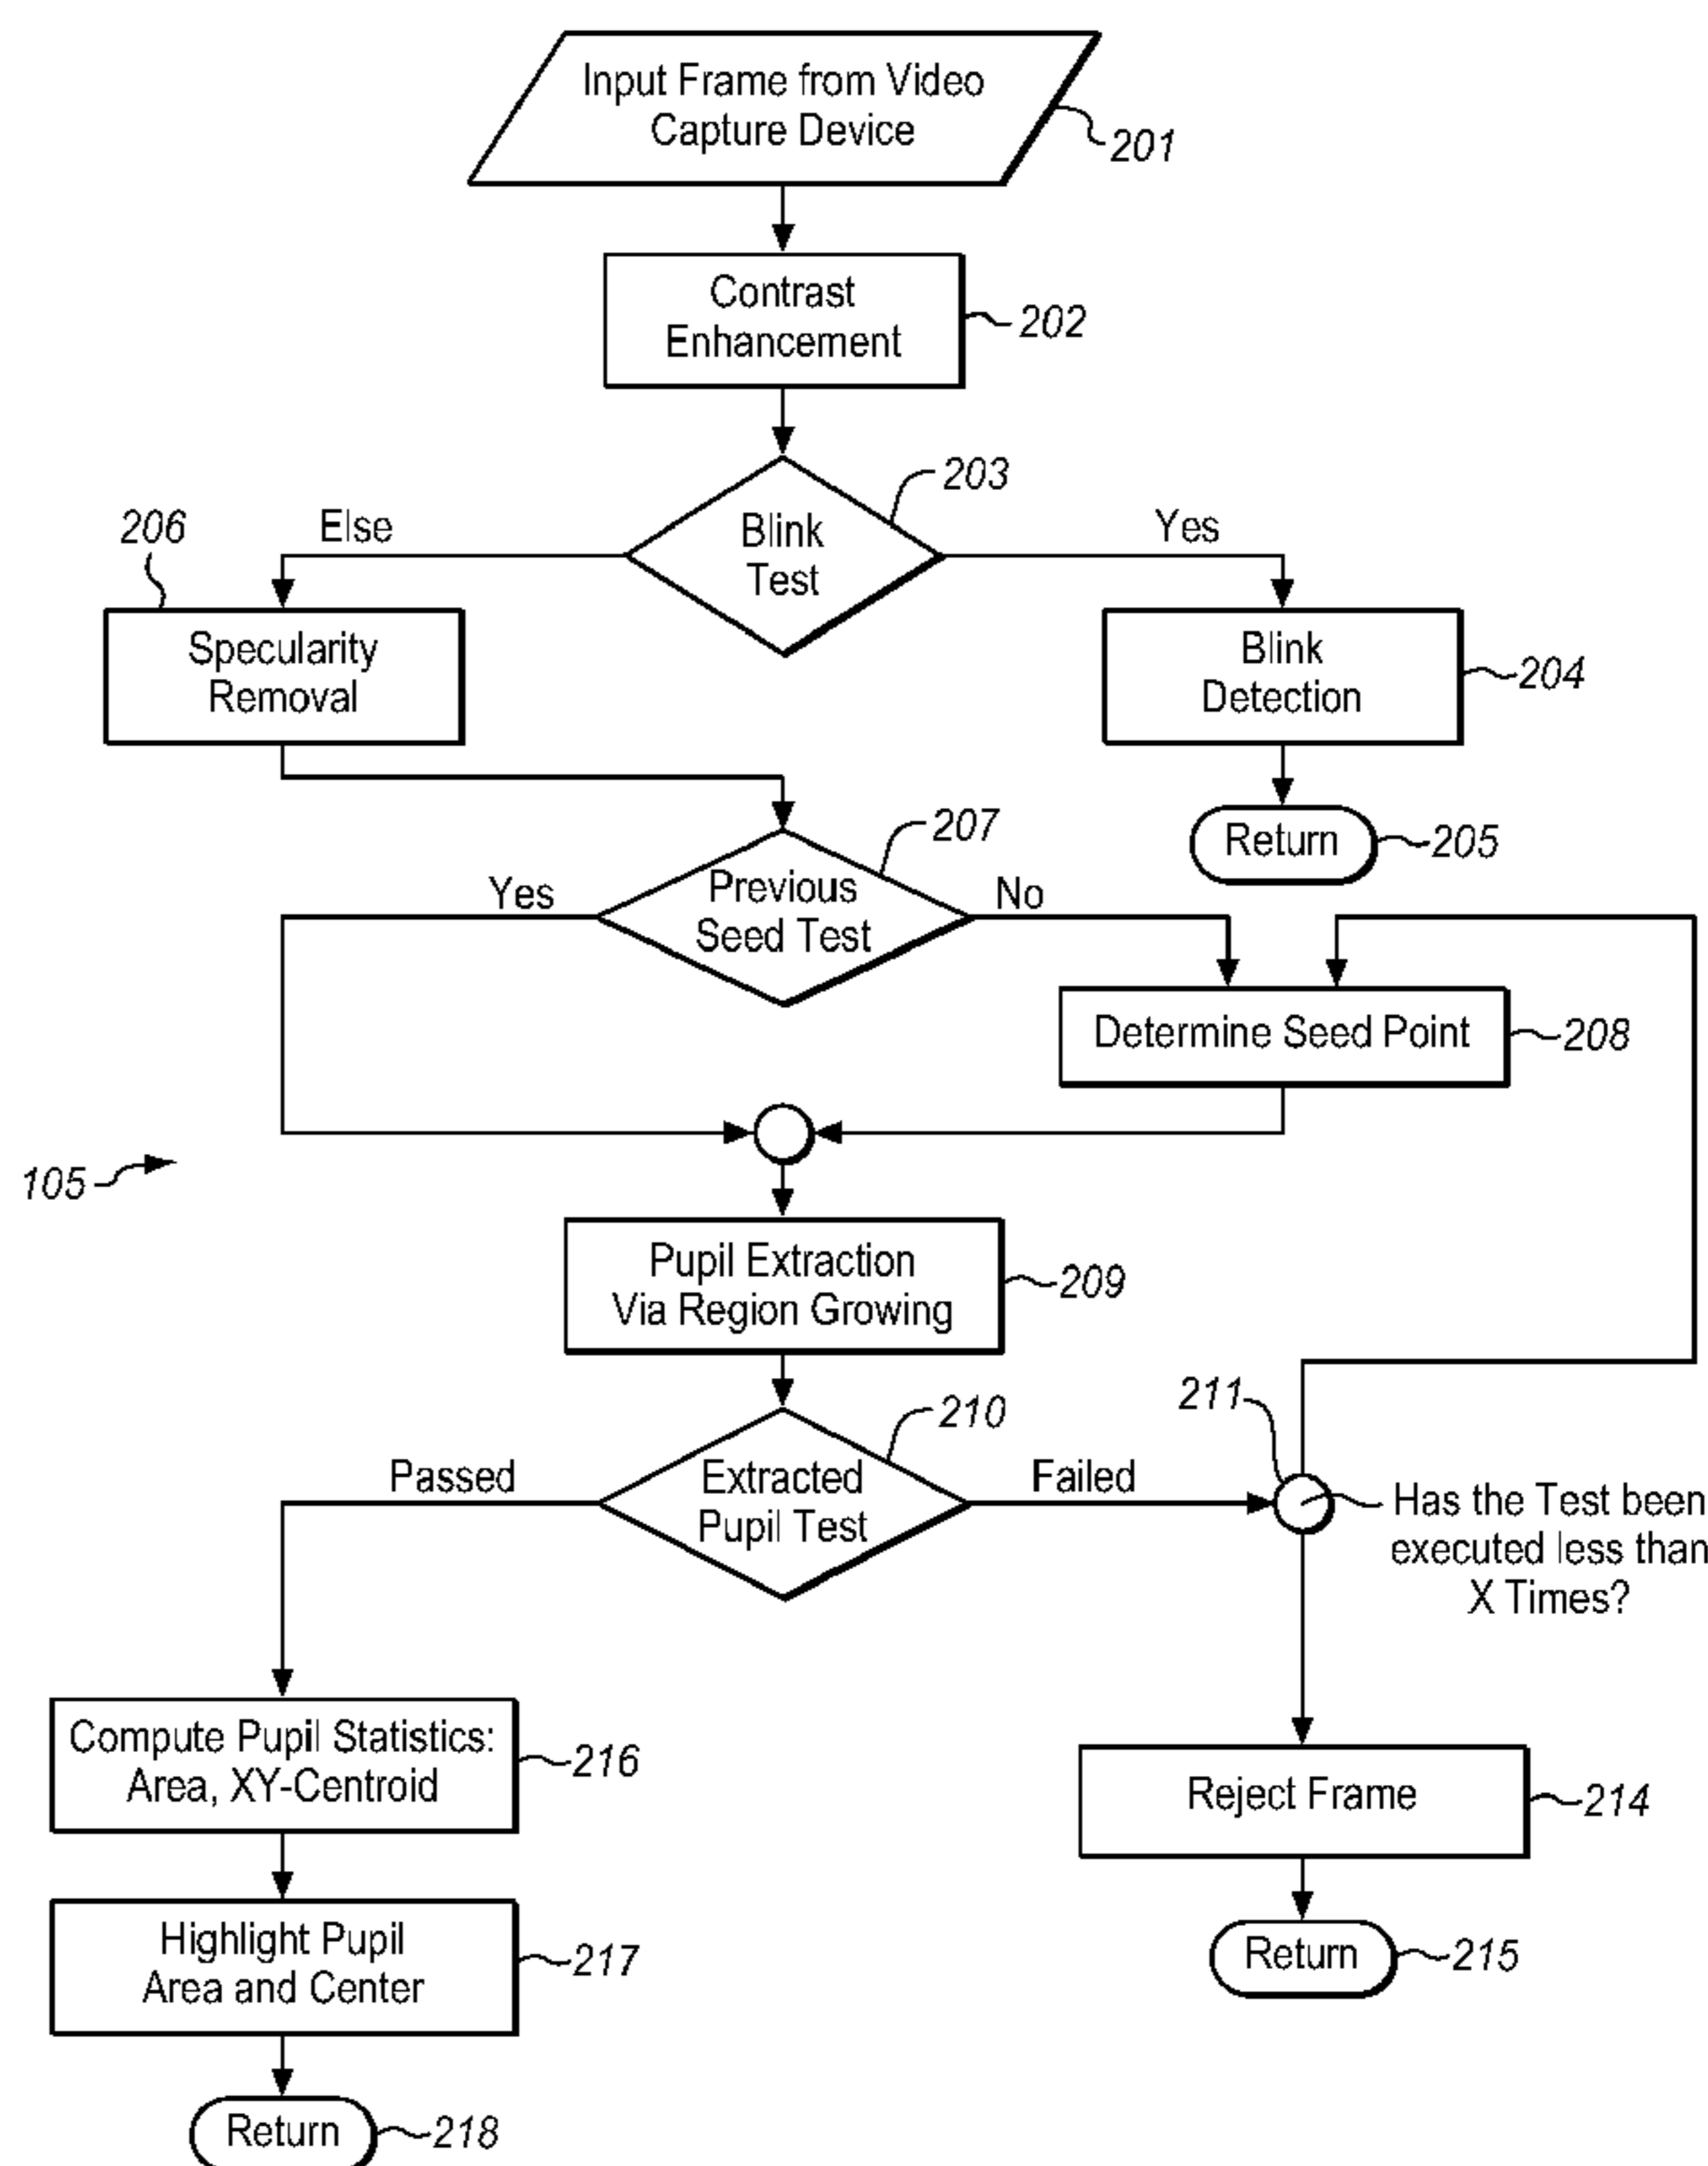 Input Frame from Video
Capture Device
201
Contrast
Enhancement
202
203
Blink
Test
Else
Yes
206
Specularity
Removal
Blink
Detection
204
Return
205
207
Previous
Seed Test
Yes
No
Determine Seed Point
208
105
Pupil Extraction
Via Region Growing
209
210
Extracted
Pupil Test
Passed
Failed
211
Has the Test been
executed less than
X Times?
Compute Pupil Statistics:
Area, XY-Centroid
216
Reject Frame
214
Highlight Pupil
Area and Center
217
Return
215
Return
218